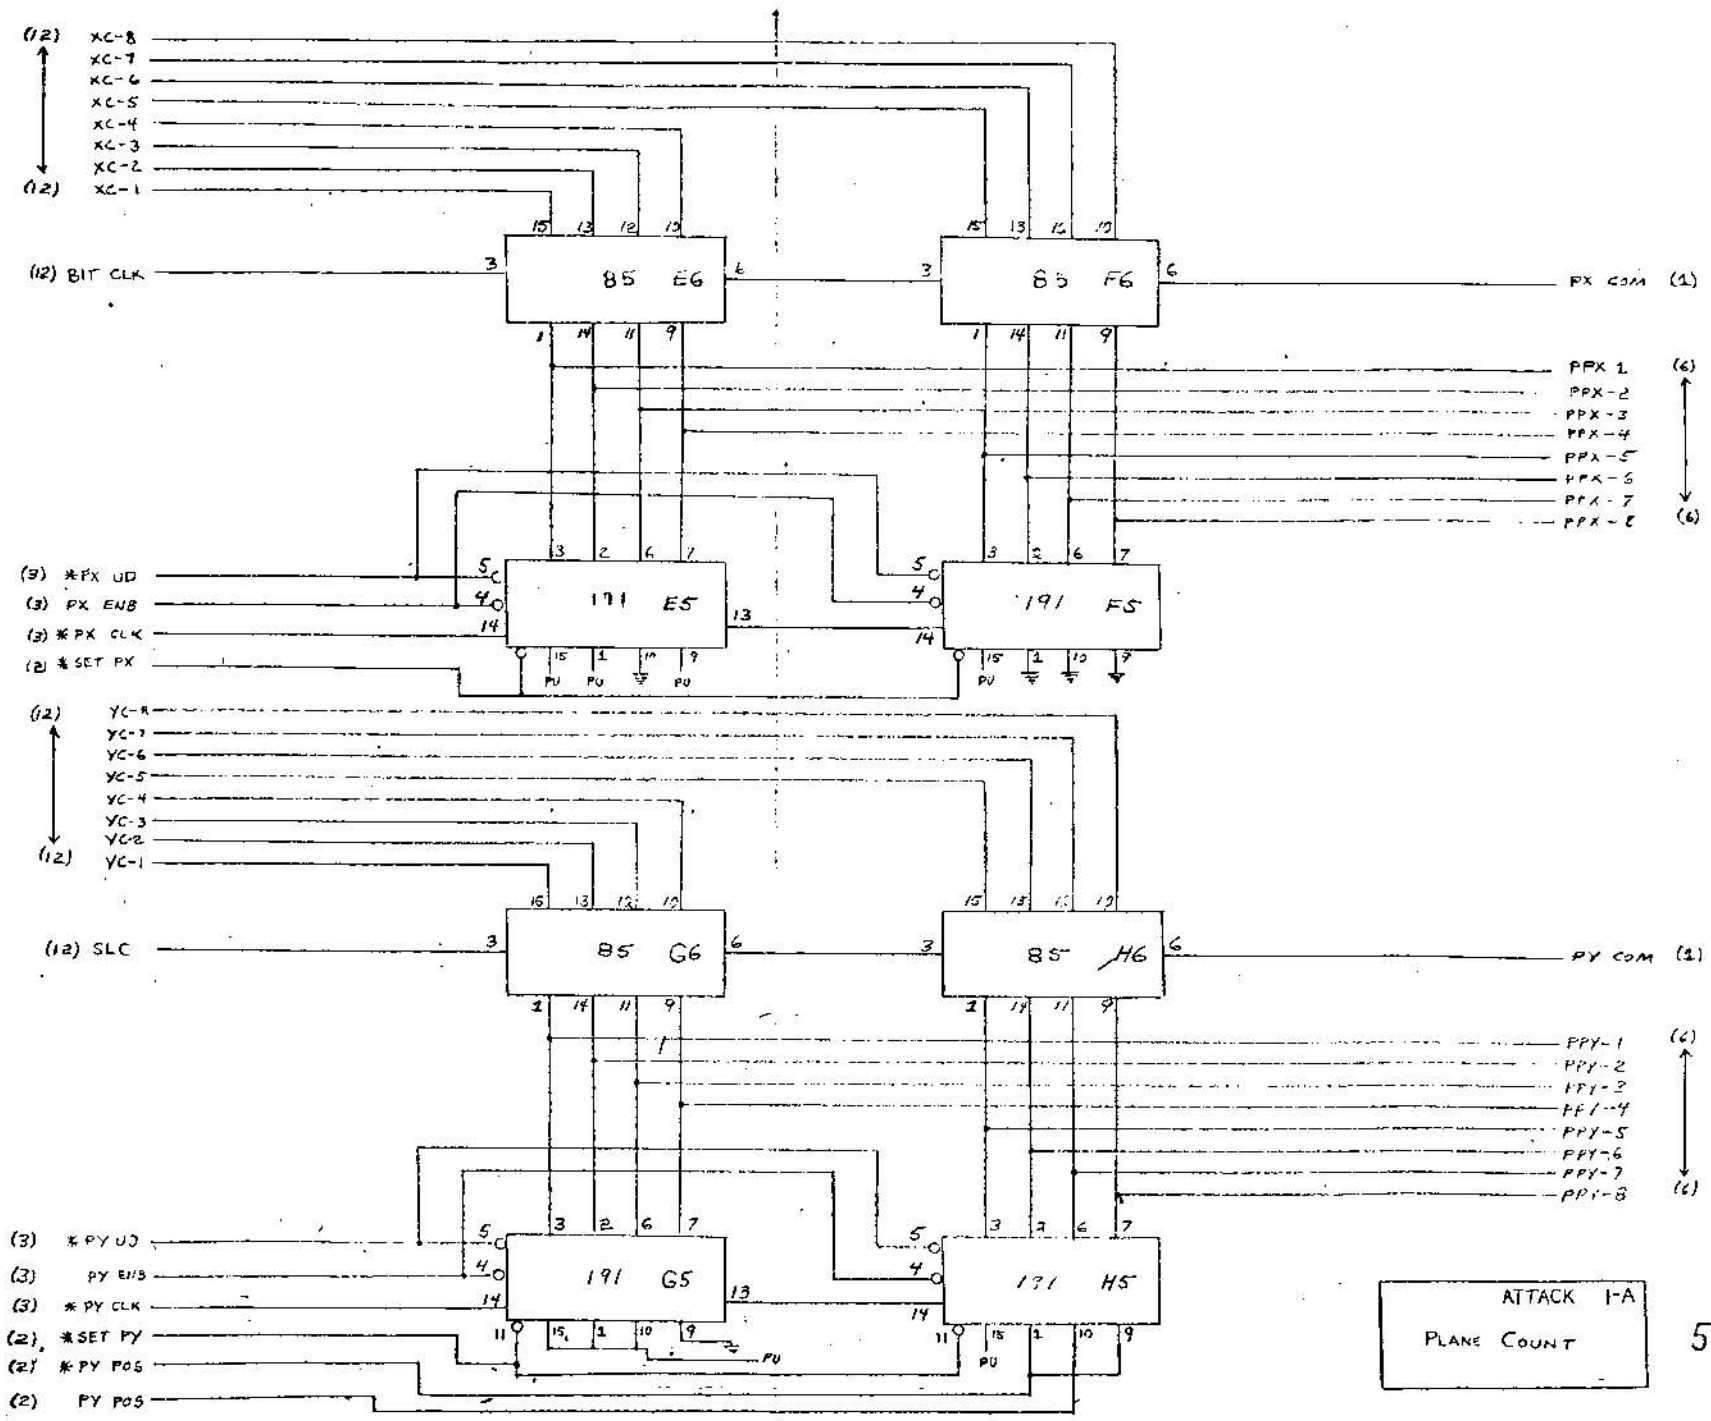 (12) XC-8
XC-7
XC-6
XC-5
XC-4
XC-3
XC-2
(12) XC-1
15 13 12 10
15 13 12 10
(12) BIT CLK
3 85 E6 6
3 85 F6 6
PX COM (1)
1 14 11 9
1 14 11 9
PPX 1 (6)
PPX-2
PPX-3
PPX-4
PPX-5
PPX-6
PPX-7
PPX-8 (6)
3 2 6 7
3 2 6 7
(3) *PX UD 5
5
(3) PX ENB 4
4
191 E5
191 F5
(3) *PX CLK 14
13
14
(2) *SET PX
15 1 10 9
15 1 10 9
PU PU PU
PU
(12) YC-8
YC-7
YC-6
YC-5
YC-4
YC-3
YC-2
(12) YC-1
15 13 12 10
15 13 12 10
(12) SLC
3 85 G6 6
3 85 H6 6
PY COM (1)
1 14 11 9
1 14 11 9
PPY-1 (6)
PPY-2
PPY-3
PPY-4
PPY-5
PPY-6
PPY-7
PPY-8 (6)
3 2 6 7
3 2 6 7
(3) *PY UD 5
5
(3) PY ENB 4
4
191 G5
191 H5
(3) *PY CLK 14
13
14
(2) *SET PY
11 15 1 10 9
11 15 1 10 9
(2) *PY POS
PU
PU
(2) PY POS
ATTACK 1-A
PLANE COUNT
5